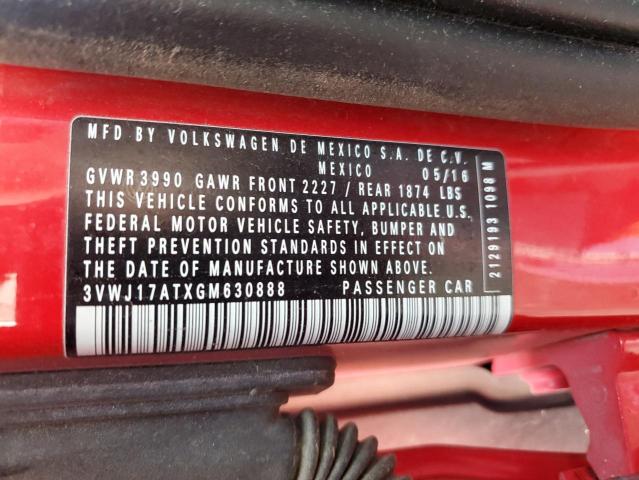 MFD BY VOLKSWAGEN DE MEXICO S.A. DE C.V.
MEXICO 05/16
GVWR 3990 GAWR FRONT 2227 / REAR 1874 LBS
THIS VEHICLE CONFORMS TO ALL APPLICABLE U.S.
FEDERAL MOTOR VEHICLE SAFETY, BUMPER AND
THEFT PREVENTION STANDARDS IN EFFECT ON
THE DATE OF MANUFACTURE SHOWN ABOVE.
3VWJ17ATXGM630888 PASSENGER CAR
2129193 1098 M